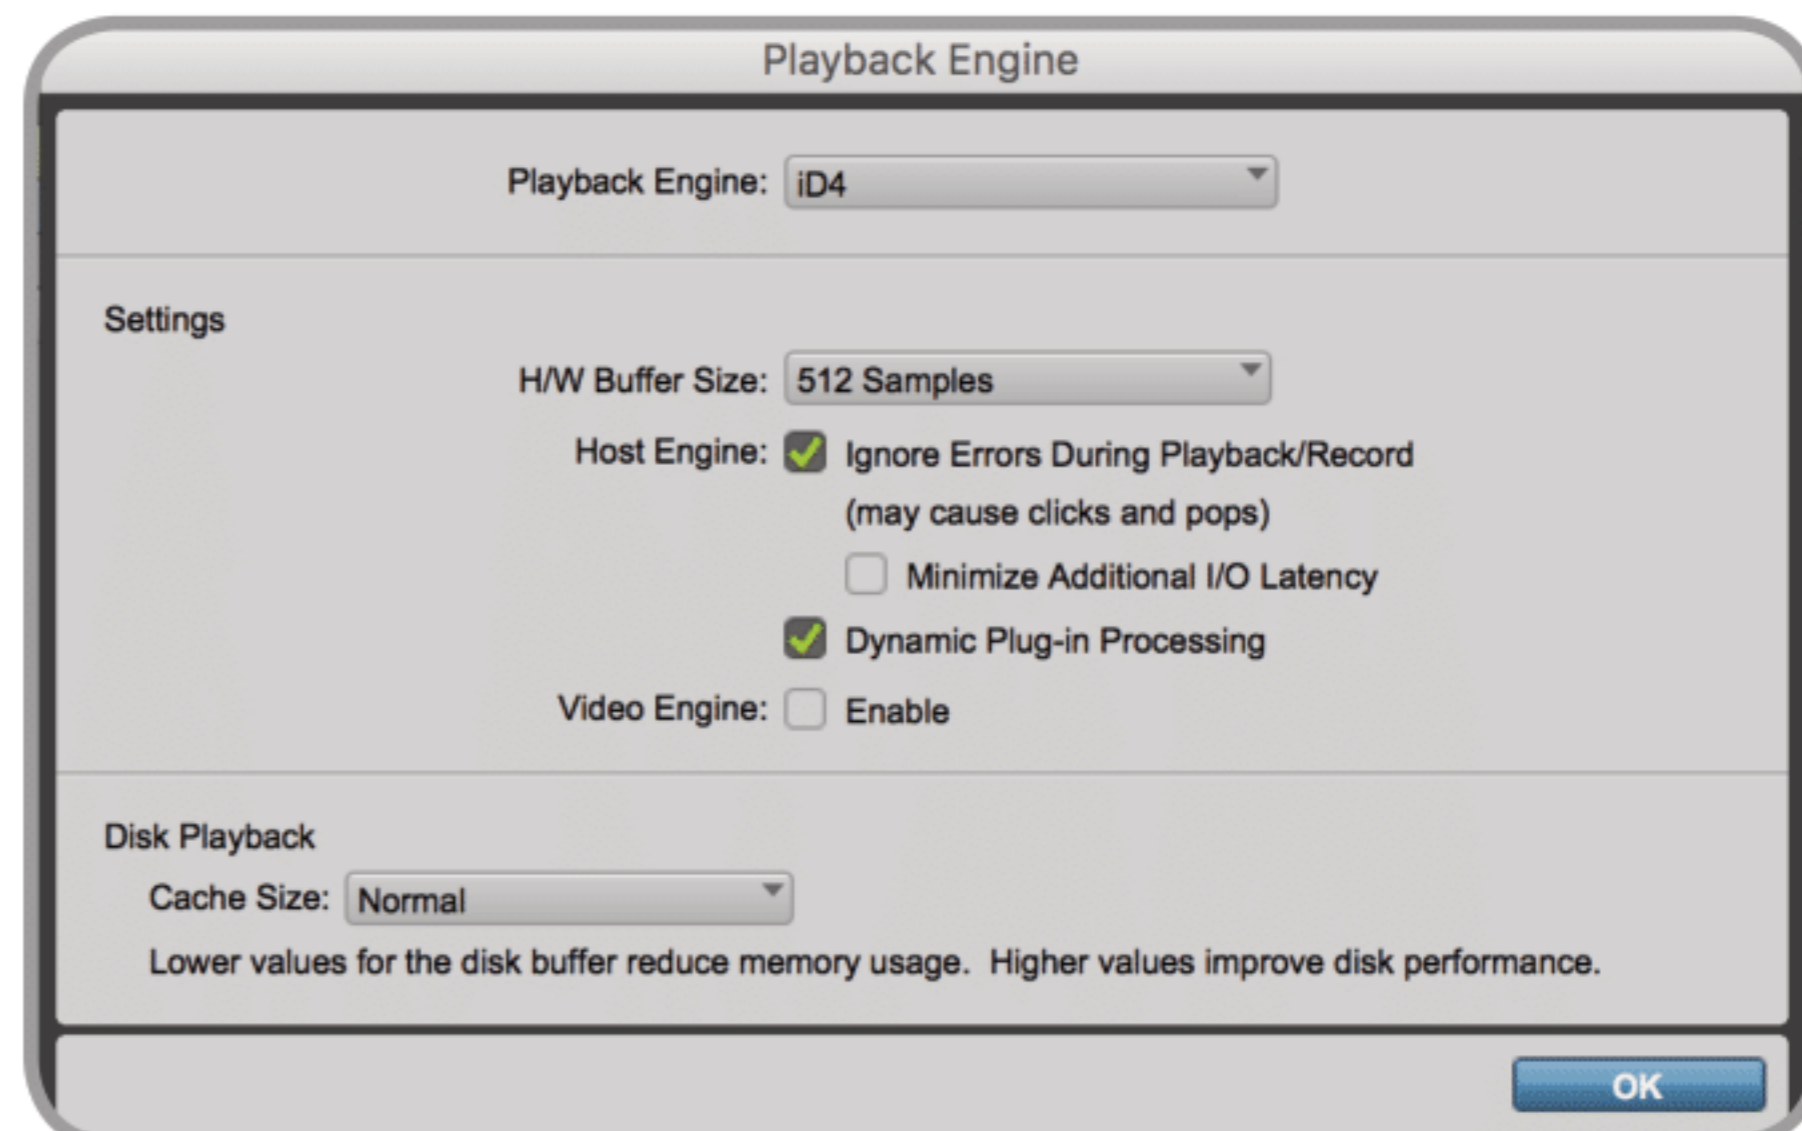 Playback Engine
Playback Engine: iD4
Settings
H/W Buffer Size: 512 Samples
Host Engine: Ignore Errors During Playback/Record
(may cause clicks and pops)
Minimize Additional I/O Latency
Dynamic Plug-in Processing
Video Engine: Enable
Disk Playback
Cache Size: Normal
Lower values for the disk buffer reduce memory usage. Higher values improve disk performance.
OK